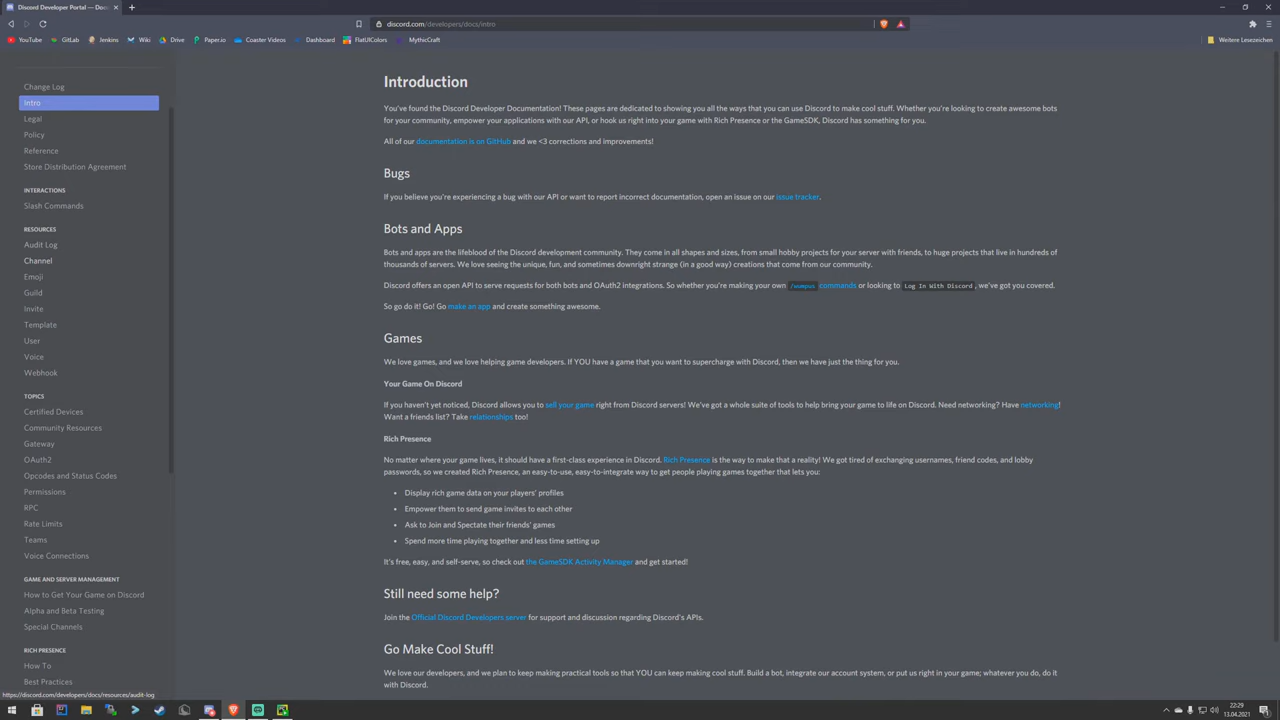 Discord Developer Portal — Docu
discord.com/developers/docs/intro
YouTube GitLab Jenkins Wiki Drive Paper.io Coaster Videos Dashboard FlatUIColors MythicCraft Weitere Lesezeichen
Change Log
Intro
Legal
Policy
Reference
Store Distribution Agreement
INTERACTIONS
Slash Commands
RESOURCES
Audit Log
Channel
Emoji
Guild
Invite
Template
User
Voice
Webhook
TOPICS
Certified Devices
Community Resources
Gateway
OAuth2
Opcodes and Status Codes
Permissions
RPC
Rate Limits
Teams
Voice Connections
GAME AND SERVER MANAGEMENT
How to Get Your Game on Discord
Alpha and Beta Testing
Special Channels
RICH PRESENCE
How To
Best Practices
https://discord.com/developers/docs/resources/audit-log
Introduction
You've found the Discord Developer Documentation! These pages are dedicated to showing you all the ways that you can use Discord to make cool stuff. Whether you're looking to create awesome bots
for your community, empower your applications with our API, or hook us right into your game with Rich Presence or the GameSDK, Discord has something for you.
All of our documentation is on GitHub and we <3 corrections and improvements!
Bugs
If you believe you're experiencing a bug with our API or want to report incorrect documentation, open an issue on our issue tracker.
Bots and Apps
Bots and apps are the lifeblood of the Discord development community. They come in all shapes and sizes, from small hobby projects for your server with friends, to huge projects that live in hundreds of
thousands of servers. We love seeing the unique, fun, and sometimes downright strange (in a good way) creations that come from our community.
Discord offers an open API to serve requests for both bots and OAuth2 integrations. So whether you're making your own /wumpus commands or looking to Log In With Discord, we've got you covered.
So go do it! Go! Go make an app and create something awesome.
Games
We love games, and we love helping game developers. If YOU have a game that you want to supercharge with Discord, then we have just the thing for you.
Your Game On Discord
If you haven't yet noticed, Discord allows you to sell your game right from Discord servers! We've got a whole suite of tools to help bring your game to life on Discord. Need networking? Have networking!
Want a friends list? Take relationships too!
Rich Presence
No matter where your game lives, it should have a first-class experience in Discord. Rich Presence is the way to make that a reality! We got tired of exchanging usernames, friend codes, and lobby
passwords, so we created Rich Presence, an easy-to-use, easy-to-integrate way to get people playing games together that lets you:
• Display rich game data on your players' profiles
• Empower them to send game invites to each other
• Ask to Join and Spectate their friends' games
• Spend more time playing together and less time setting up
It's free, easy, and self-serve, so check out the GameSDK Activity Manager and get started!
Still need some help?
Join the Official Discord Developers server for support and discussion regarding Discord's APIs.
Go Make Cool Stuff!
We love our developers, and we plan to keep making practical tools so that YOU can keep making cool stuff. Build a bot, integrate our account system, or put us right in your game; whatever you do, do it
with Discord.
22:29
13.04.2021